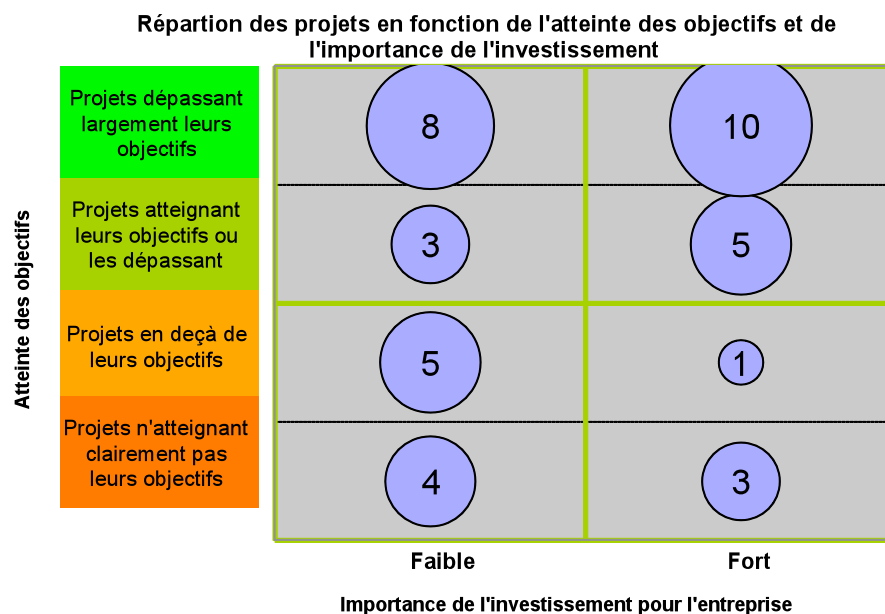 Répartion des projets en fonction de l'atteinte des objectifs et de
l'importance de l'investissement
Projets dépassant
largement leurs
objectifs
8
10
Projets atteignant
leurs objectifs ou
les dépassant
3
5
Projets en deçà de
leurs objectifs
5
1
Projets n'atteignant
clairement pas
leurs objectifs
4
3
Atteinte des objectifs
Faible
Fort
Importance de l'investissement pour l'entreprise